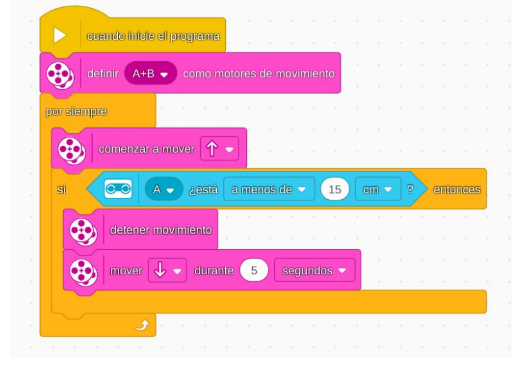 cuando inicie el programa
definir A+B como motores de movimiento
por siempre
comenzar a mover
si A ¿está a menos de 15 cm ? entonces
detener movimiento
mover durante 5 segundos